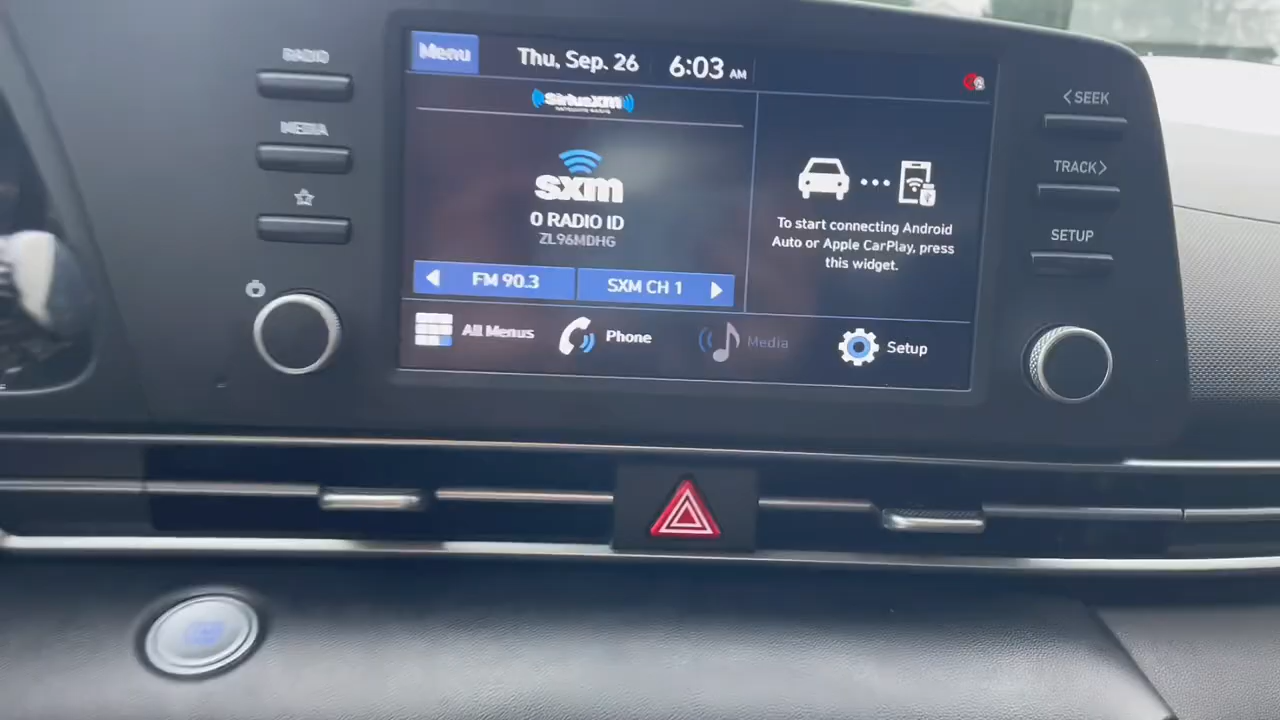 RADIO
MEDIA
Menu
Thu, Sep. 26
6:03 AM
SiriusXM
sxm
0 RADIO ID
ZL96MDHG
FM 90.3
SXM CH 1
To start connecting Android
Auto or Apple CarPlay, press
this widget.
All Menus
Phone
Media
Setup
< SEEK
TRACK >
SETUP